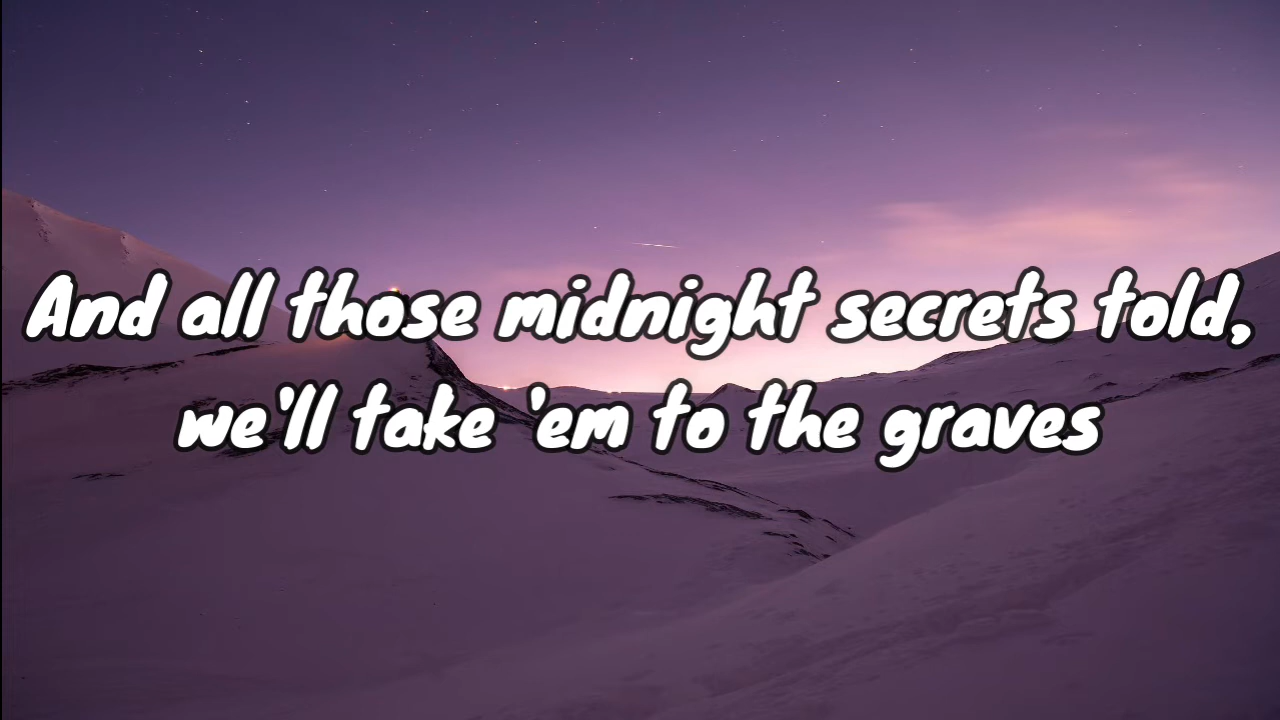 And all those midnight secrets told,
we'll take 'em to the graves